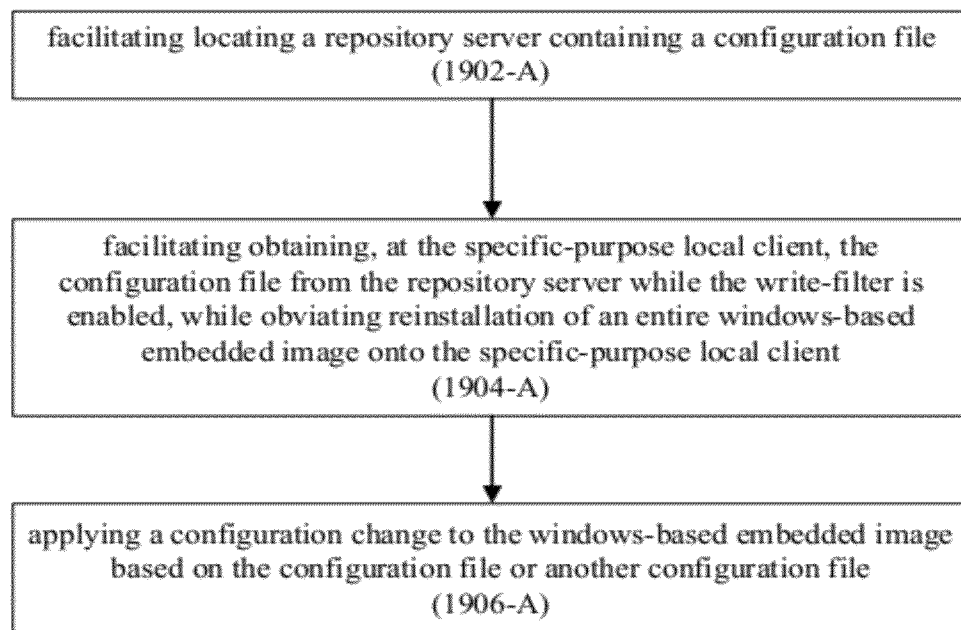 facilitating locating a repository server containing a configuration file
(1902-A)
facilitating obtaining, at the specific-purpose local client, the
configuration file from the repository server while the write-filter is
enabled, while obviating reinstallation of an entire windows-based
embedded image onto the specific-purpose local client
(1904-A)
applying a configuration change to the windows-based embedded image
based on the configuration file or another configuration file
(1906-A)